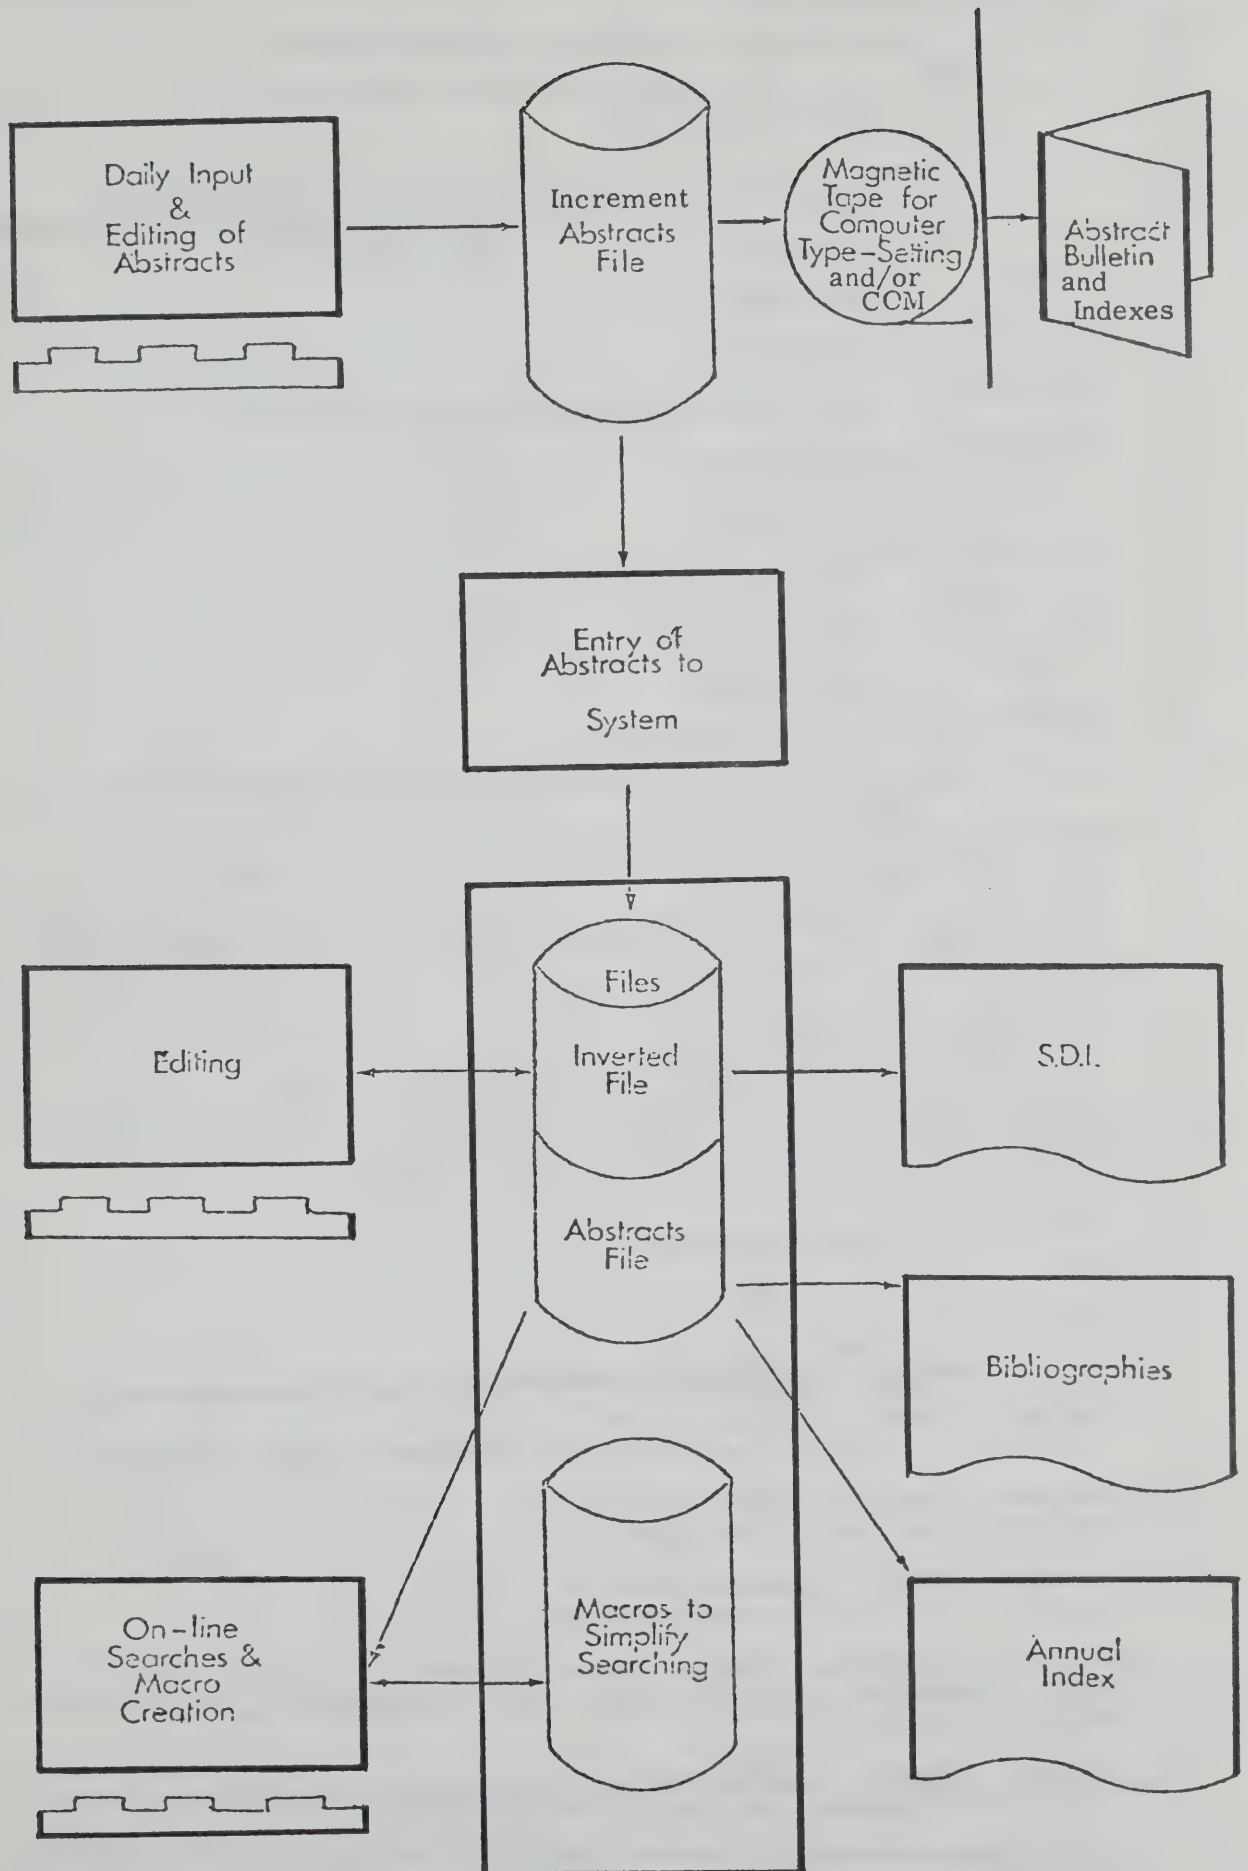 Daily Input
&
Editing of
Abstracts
Increment
Abstracts
File
Magnetic
Tape for
Computer
Type-Setting
and/or
COM
Abstract
Bulletin
and
Indexes
Entry of
Abstracts to
System
Files
Inverted
File
Abstracts
File
Editing
S.D.I.
Bibliographies
On-line
Searches &
Macro
Creation
Macros to
Simplify
Searching
Annual
Index